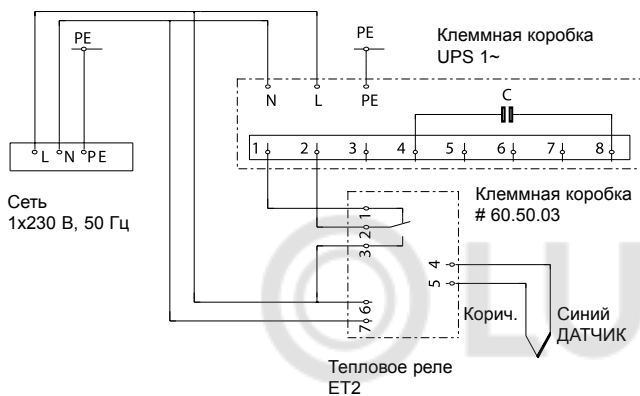 PE
PE
Клеммная коробка
UPS 1~
N L PE
C
L N PE
1 2 3 4 5 6 7 8
Сеть
1x230 В, 50 Гц
Клеммная коробка
# 60.50.03
1
2
3
4
5
6
7
Корич.
Синий
ДАТЧИК
Тепловое реле
ET2
LU